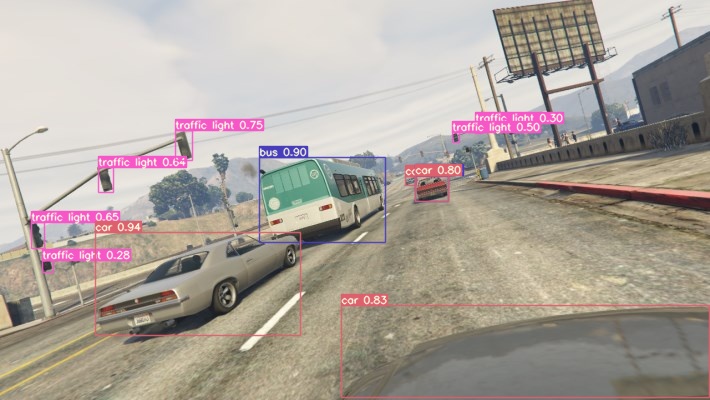 traffic light 0.75
traffic light 0.30
traffic light 0.50
bus 0.90
traffic light 0.64
car 0.80
traffic light 0.65
car 0.94
traffic light 0.28
car 0.83